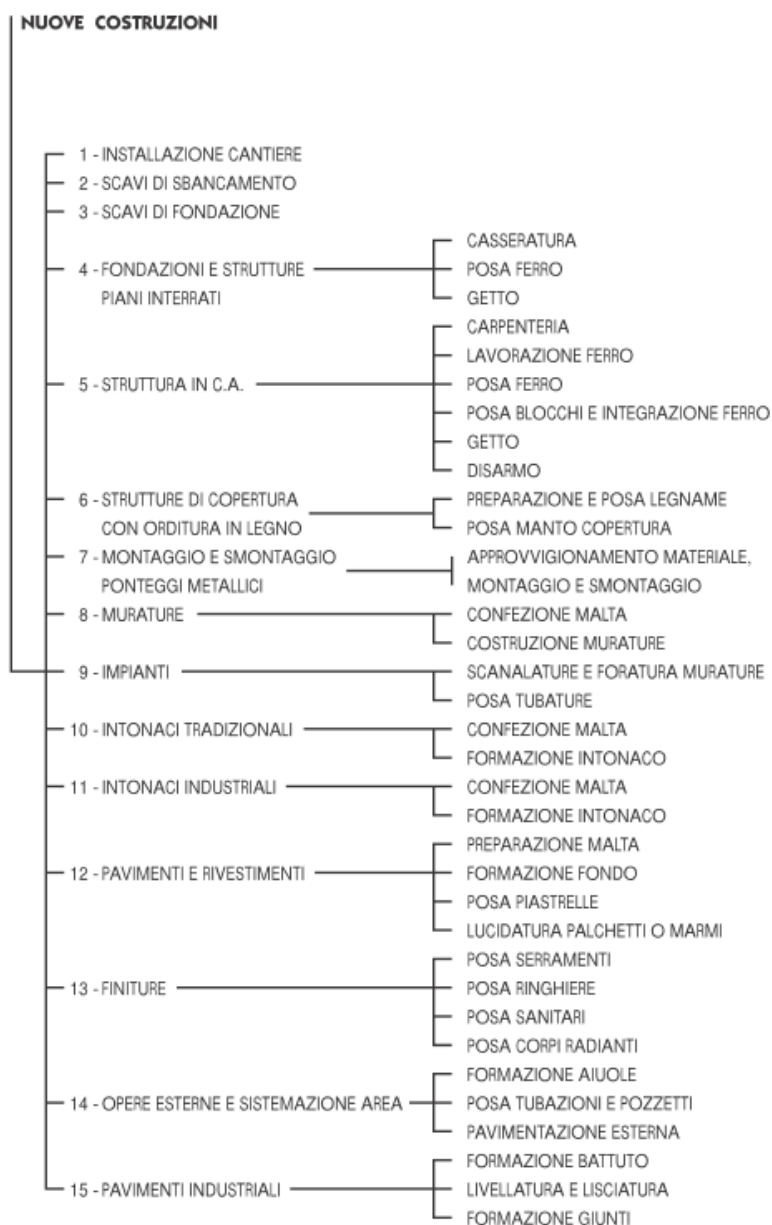 NUOVE COSTRUZIONI
1 - INSTALLAZIONE CANTIERE
2 - SCAVI DI SBANCAMENTO
3 - SCAVI DI FONDAZIONE
4 - FONDAZIONI E STRUTTURE
PIANI INTERRATI
CASSERATURA
POSA FERRO
GETTO
5 - STRUTTURA IN C.A.
CARPENTERIA
LAVORAZIONE FERRO
POSA FERRO
POSA BLOCCHI E INTEGRAZIONE FERRO
GETTO
DISARMO
6 - STRUTTURE DI COPERTURA
CON ORDITURA IN LEGNO
PREPARAZIONE E POSA LEGNAME
POSA MANTO COPERTURA
7 - MONTAGGIO E SMONTAGGIO
PONTEGGI METALLICI
APPROVVIGIONAMENTO MATERIALE,
MONTAGGIO E SMONTAGGIO
8 - MURATURE
CONFEZIONE MALTA
COSTRUZIONE MURATURE
9 - IMPIANTI
SCANALATURE E FORATURA MURATURE
POSA TUBATURE
10 - INTONACI TRADIZIONALI
CONFEZIONE MALTA
FORMAZIONE INTONACO
11 - INTONACI INDUSTRIALI
CONFEZIONE MALTA
FORMAZIONE INTONACO
12 - PAVIMENTI E RIVESTIMENTI
PREPARAZIONE MALTA
FORMAZIONE FONDO
POSA PIASTRELLE
LUCIDATURA PALCHETTI O MARMI
13 - FINITURE
POSA SERRAMENTI
POSA RINGHIERE
POSA SANITARI
POSA CORPI RADIANTI
14 - OPERE ESTERNE E SISTEMAZIONE AREA
FORMAZIONE AIUOLE
POSA TUBAZIONI E POZZETTI
PAVIMENTAZIONE ESTERNA
15 - PAVIMENTI INDUSTRIALI
FORMAZIONE BATTUTO
LIVELLATURA E LISCIATURA
FORMAZIONE GIUNTI